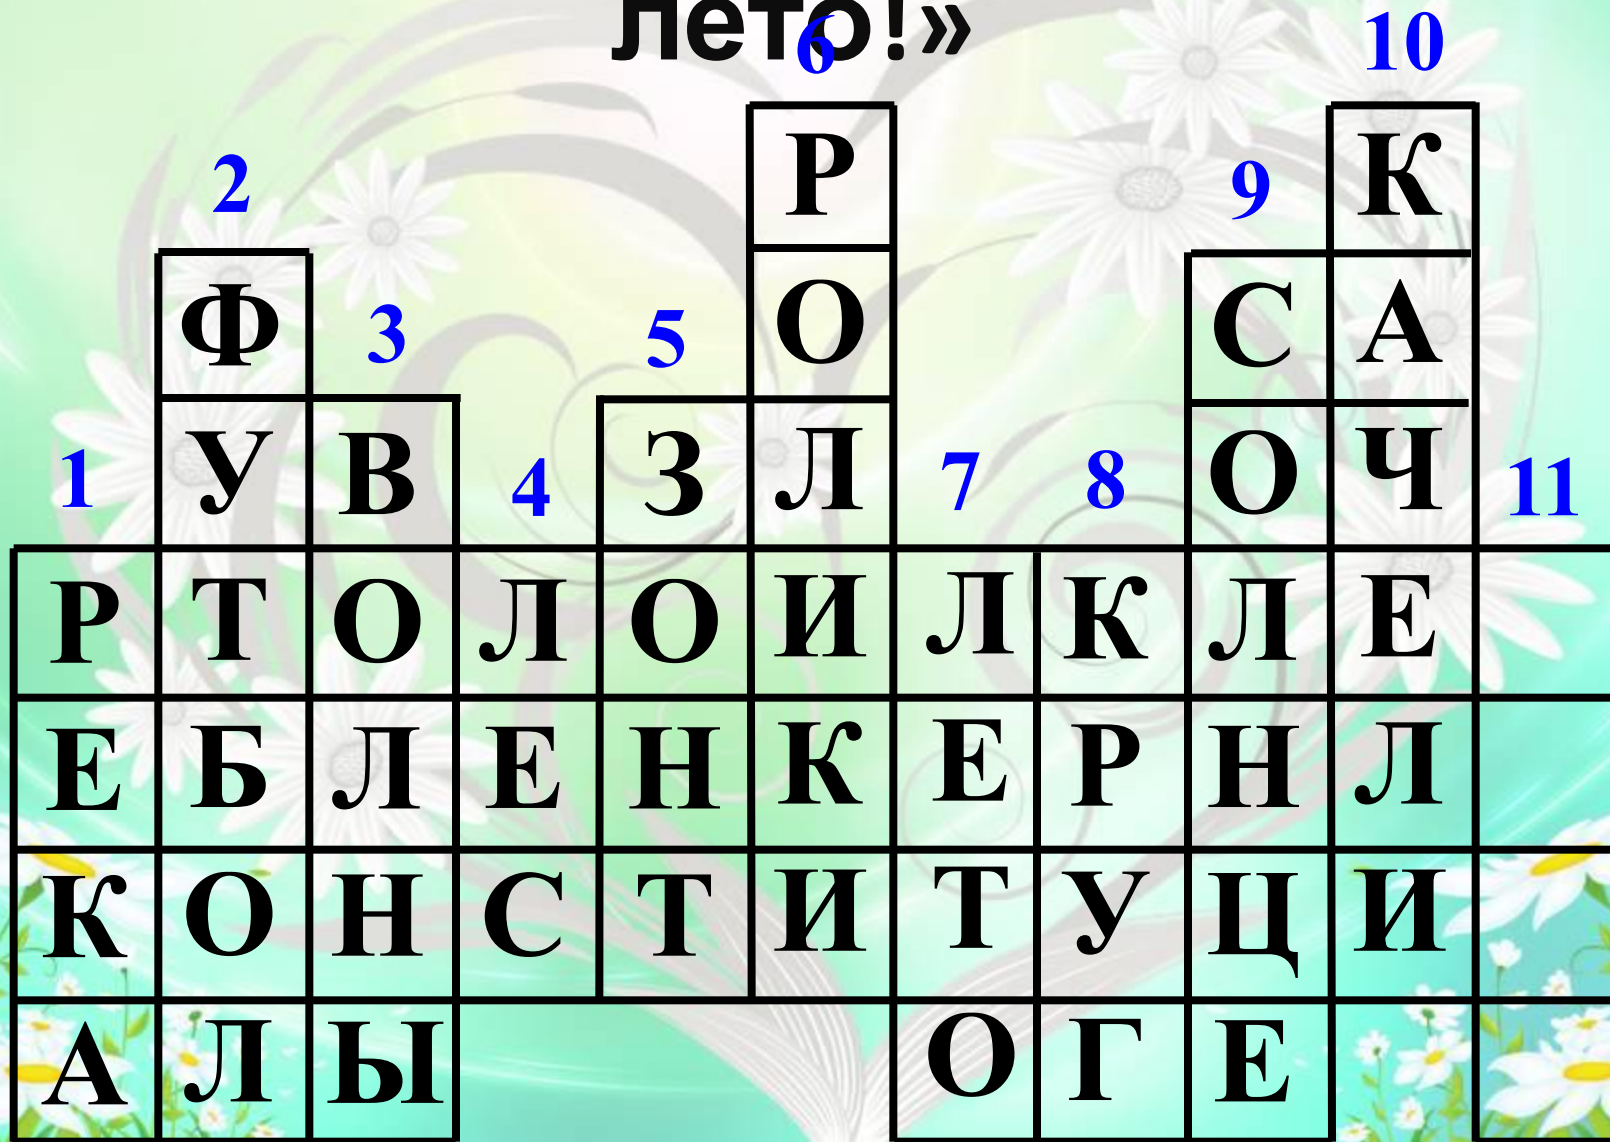 лето!»
6 10
Р К
2 9
Ф О С А
3 5
У В З Л О Ч
1 4 7 8 11
Р Т О Л О И Л К Л Е
Е Б Л Е Н К Е Р Н Л
К О Н С Т И Т У Ц И
А Л Ы О Г Е